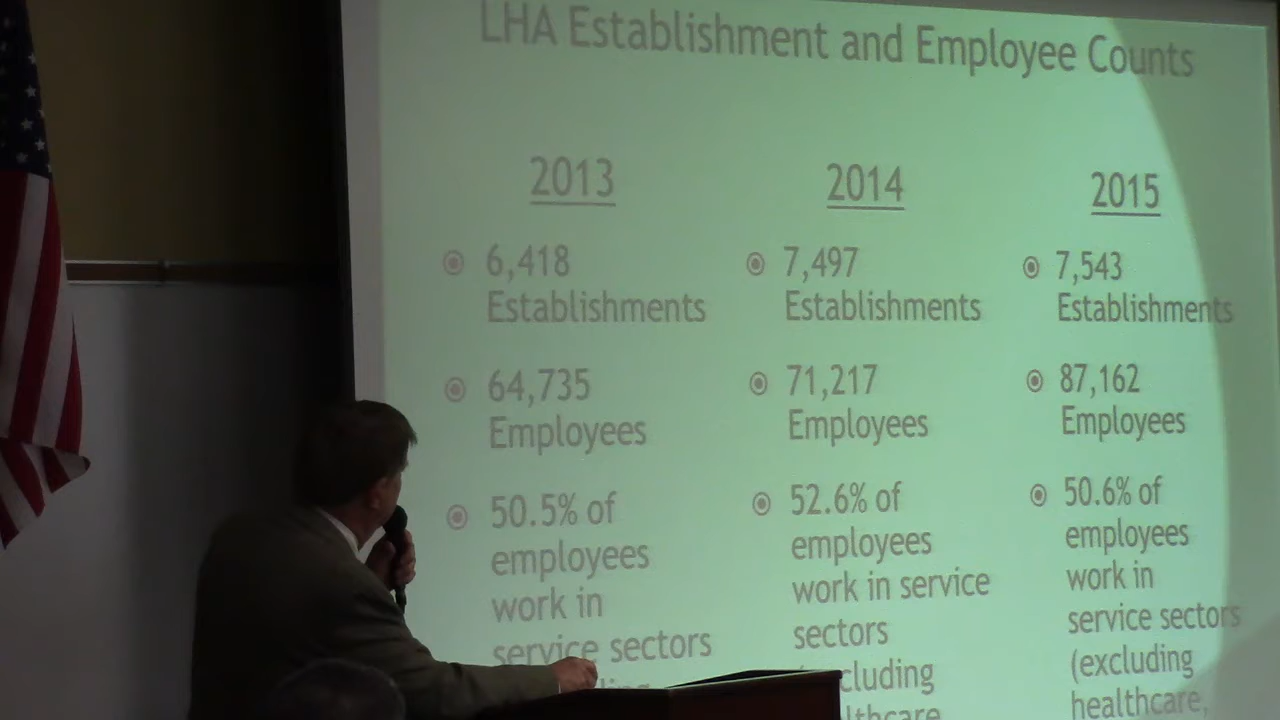 LHA Establishment and Employee Counts
2013
6,418
Establishments
64,735
Employees
50.5% of
employees
work in
service sectors
2014
7,497
Establishments
71,217
Employees
52.6% of
employees
work in service
sectors
2015
7,543
Establishments
87,162
Employees
50.6% of
employees
work in
service sectors
(excluding
healthcare,